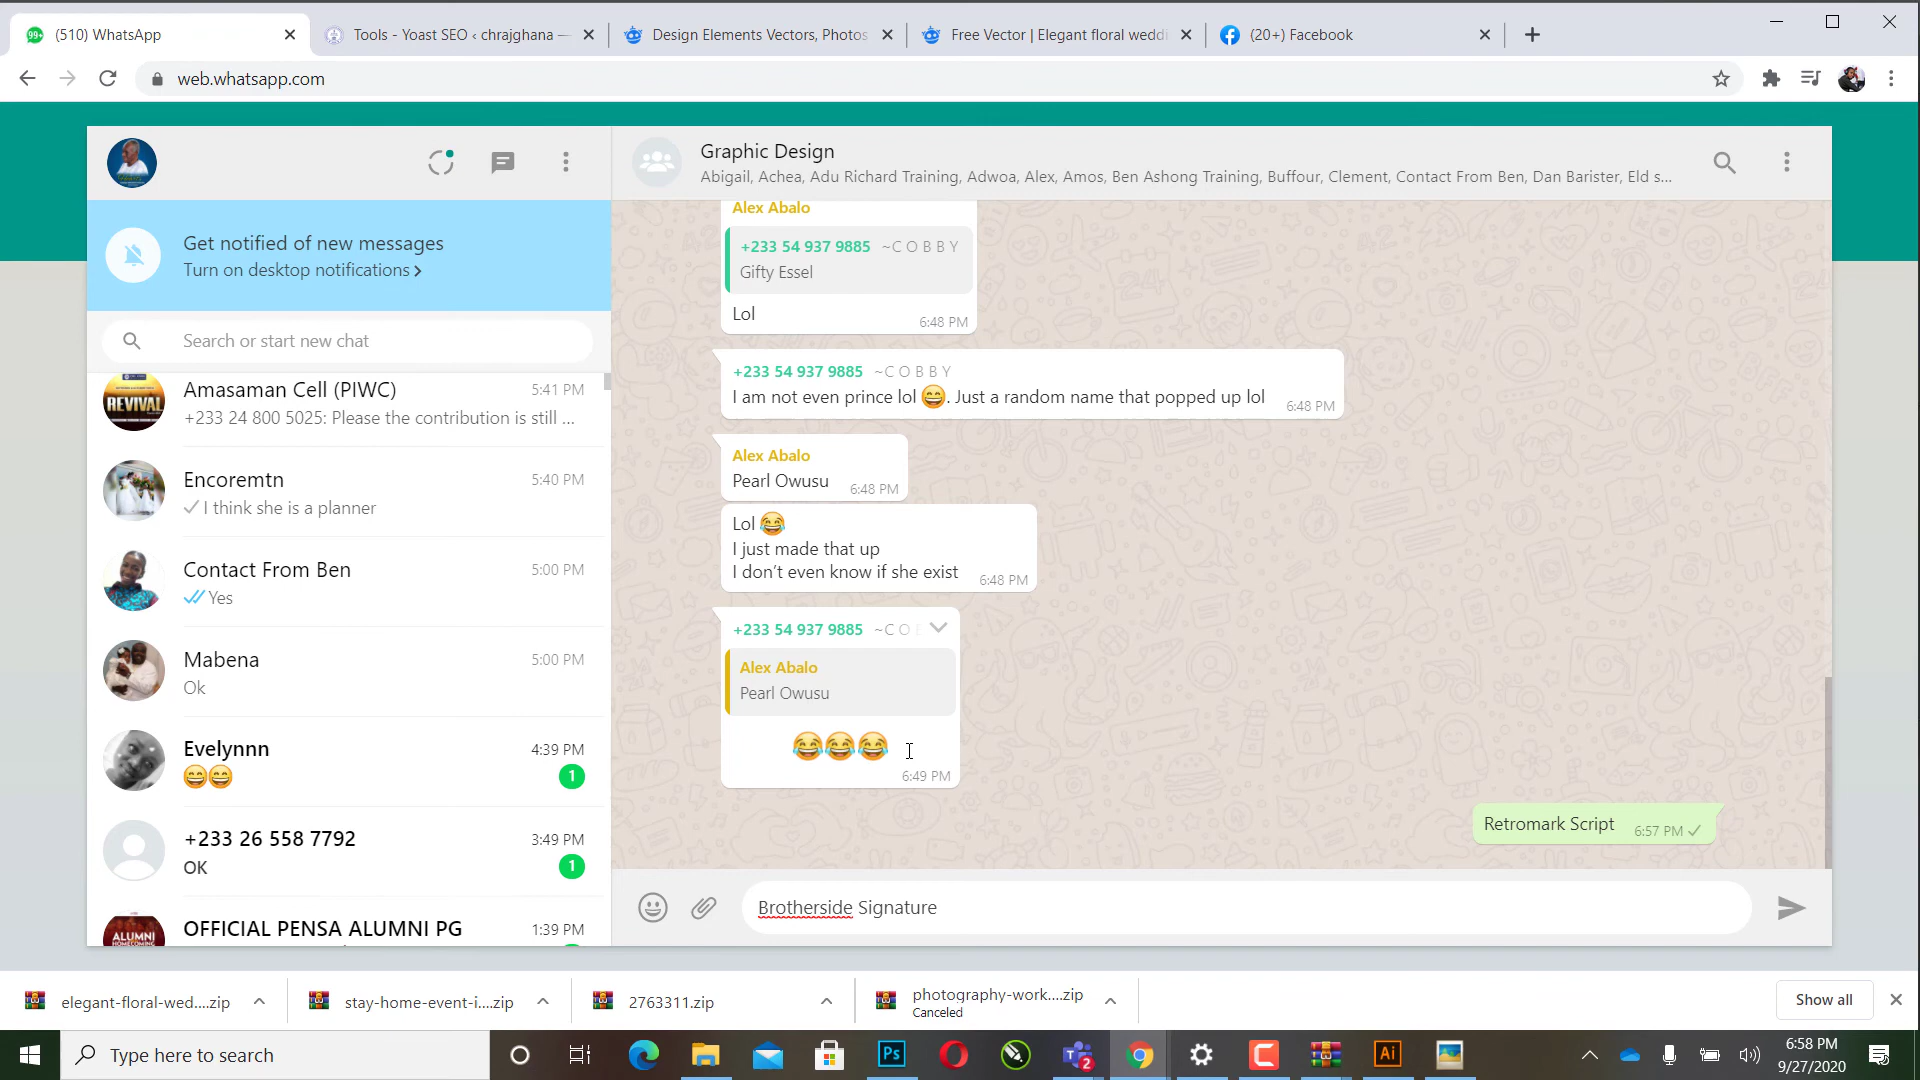 (510) WhatsApp
Tools - Yoast SEO ‹ chrajghana —
Design Elements Vectors, Photos
Free Vector | Elegant floral wedd
(20+) Facebook
web.whatsapp.com
Graphic Design
Abigail, Achea, Adu Richard Training, Adwoa, Alex, Amos, Ben Ashong Training, Buffour, Clement, Contact From Ben, Dan Barister, Eld s...
Get notified of new messages
Turn on desktop notifications >
Search or start new chat
Amasaman Cell (PIWC) 5:41 PM
+233 24 800 5025: Please the contribution is still ...
REVIVAL
Encoremtn 5:40 PM
I think she is a planner
Contact From Ben 5:00 PM
Yes
Mabena 5:00 PM
Ok
Evelynnn 4:39 PM
😄😄 1
+233 26 558 7792 3:49 PM
OK 1
OFFICIAL PENSA ALUMNI PG 1:39 PM
ALUMNI
HOMECOMING
Alex Abalo
+233 54 937 9885 ~C O B B Y
Gifty Essel
Lol 6:48 PM
+233 54 937 9885 ~C O B B Y
I am not even prince lol 😄. Just a random name that popped up lol 6:48 PM
Alex Abalo
Pearl Owusu 6:48 PM
Lol 😂
I just made that up
I don't even know if she exist 6:48 PM
+233 54 937 9885 ~C O
Alex Abalo
Pearl Owusu
😂😂😂
6:49 PM
Retromark Script 6:57 PM
Brotherside Signature
elegant-floral-wed....zip
stay-home-event-i....zip
2763311.zip
photography-work....zip
Canceled
Show all
Type here to search
Ps
2
Ai
6:58 PM
9/27/2020